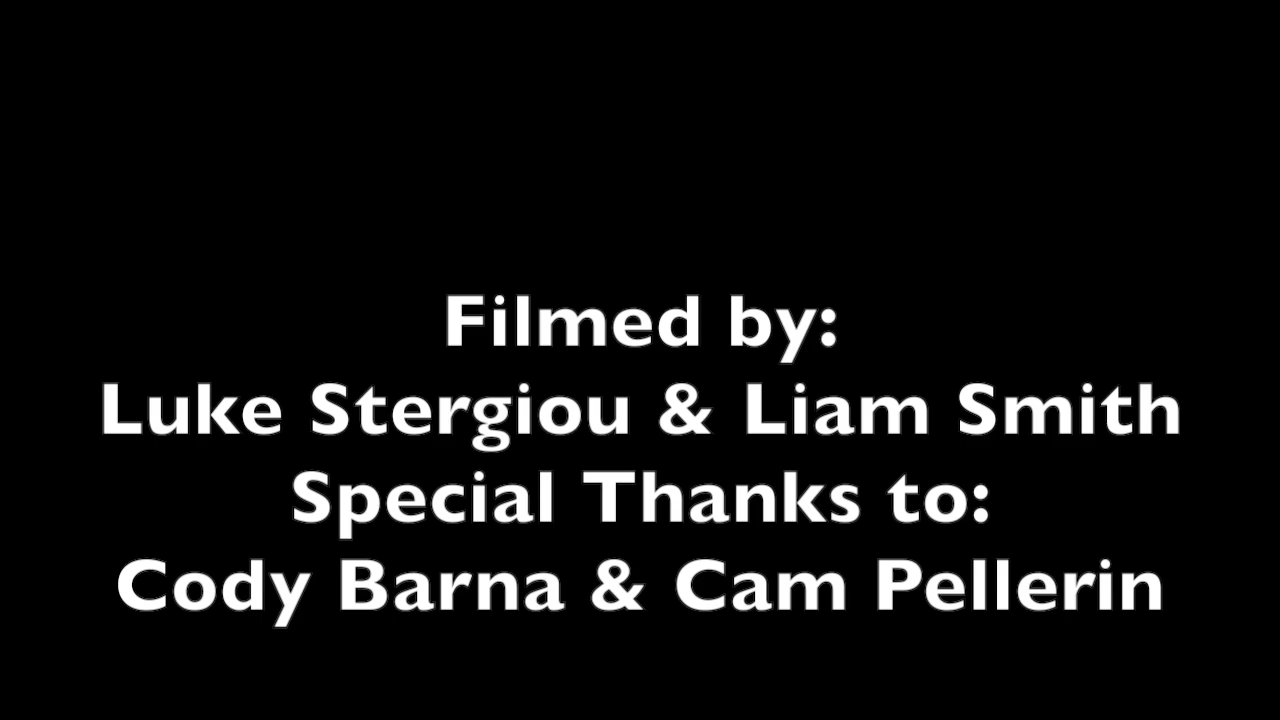 Filmed by:
Luke Stergiou & Liam Smith
Special Thanks to:
Cody Barna & Cam Pellerin